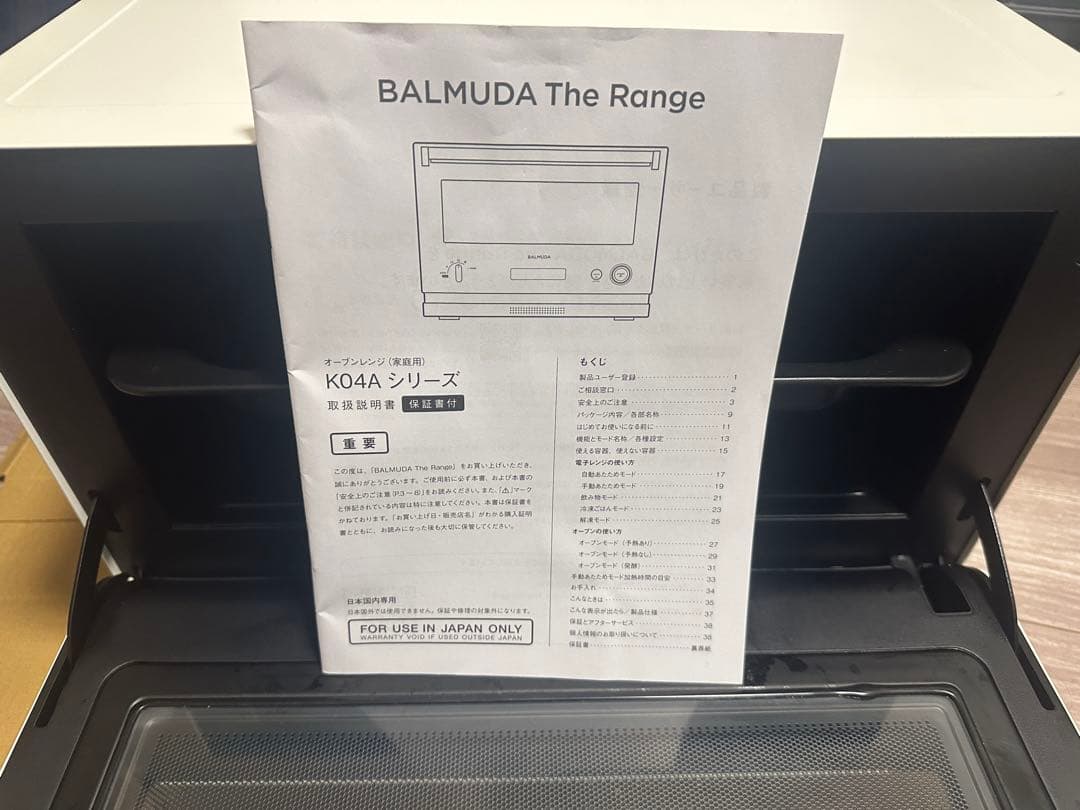 BALMUDA The Range
BALMUDA
オーブンレンジ（家庭用）
K04A シリーズ
取扱説明書 保証書付
重要
この度は、「BALMUDA The Range」をお買い上げいただき、
誠にありがとうございます。ご使用前に必ず本書、および本書の
「安全上のご注意（P.3～8）」をお読みください。また、「⚠」マーク
と併記されている内容は特に注意してください。本書は保証書を
かねております。「お買い上げ日・販売店名」がわかる購入証明
書とともに、お読みになった後も大切に保管してください。
日本国内専用
日本国外では使用できません。保証や修理の対象外になります。
FOR USE IN JAPAN ONLY
WARRANTY VOID IF USED OUTSIDE JAPAN
もくじ
製品ユーザー登録 1
ご相談窓口 2
安全上のご注意 3
パッケージ内容／各部名称 9
はじめてお使いになる前に 11
機能とモード名称／各種設定 13
使える容器、使えない容器 15
電子レンジの使い方
自動あたためモード 17
手動あたためモード 19
飲み物モード 21
冷凍ごはんモード 23
解凍モード 25
オーブンの使い方
オーブンモード（予熱あり） 27
オーブンモード（予熱なし） 29
オーブンモード（発酵） 31
手動あたためモード加熱時間の目安 33
お手入れ 34
こんなときは 35
こんな表示が出たら／製品仕様 37
保証とアフターサービス 38
個人情報のお取り扱いについて 38
保証書 裏表紙